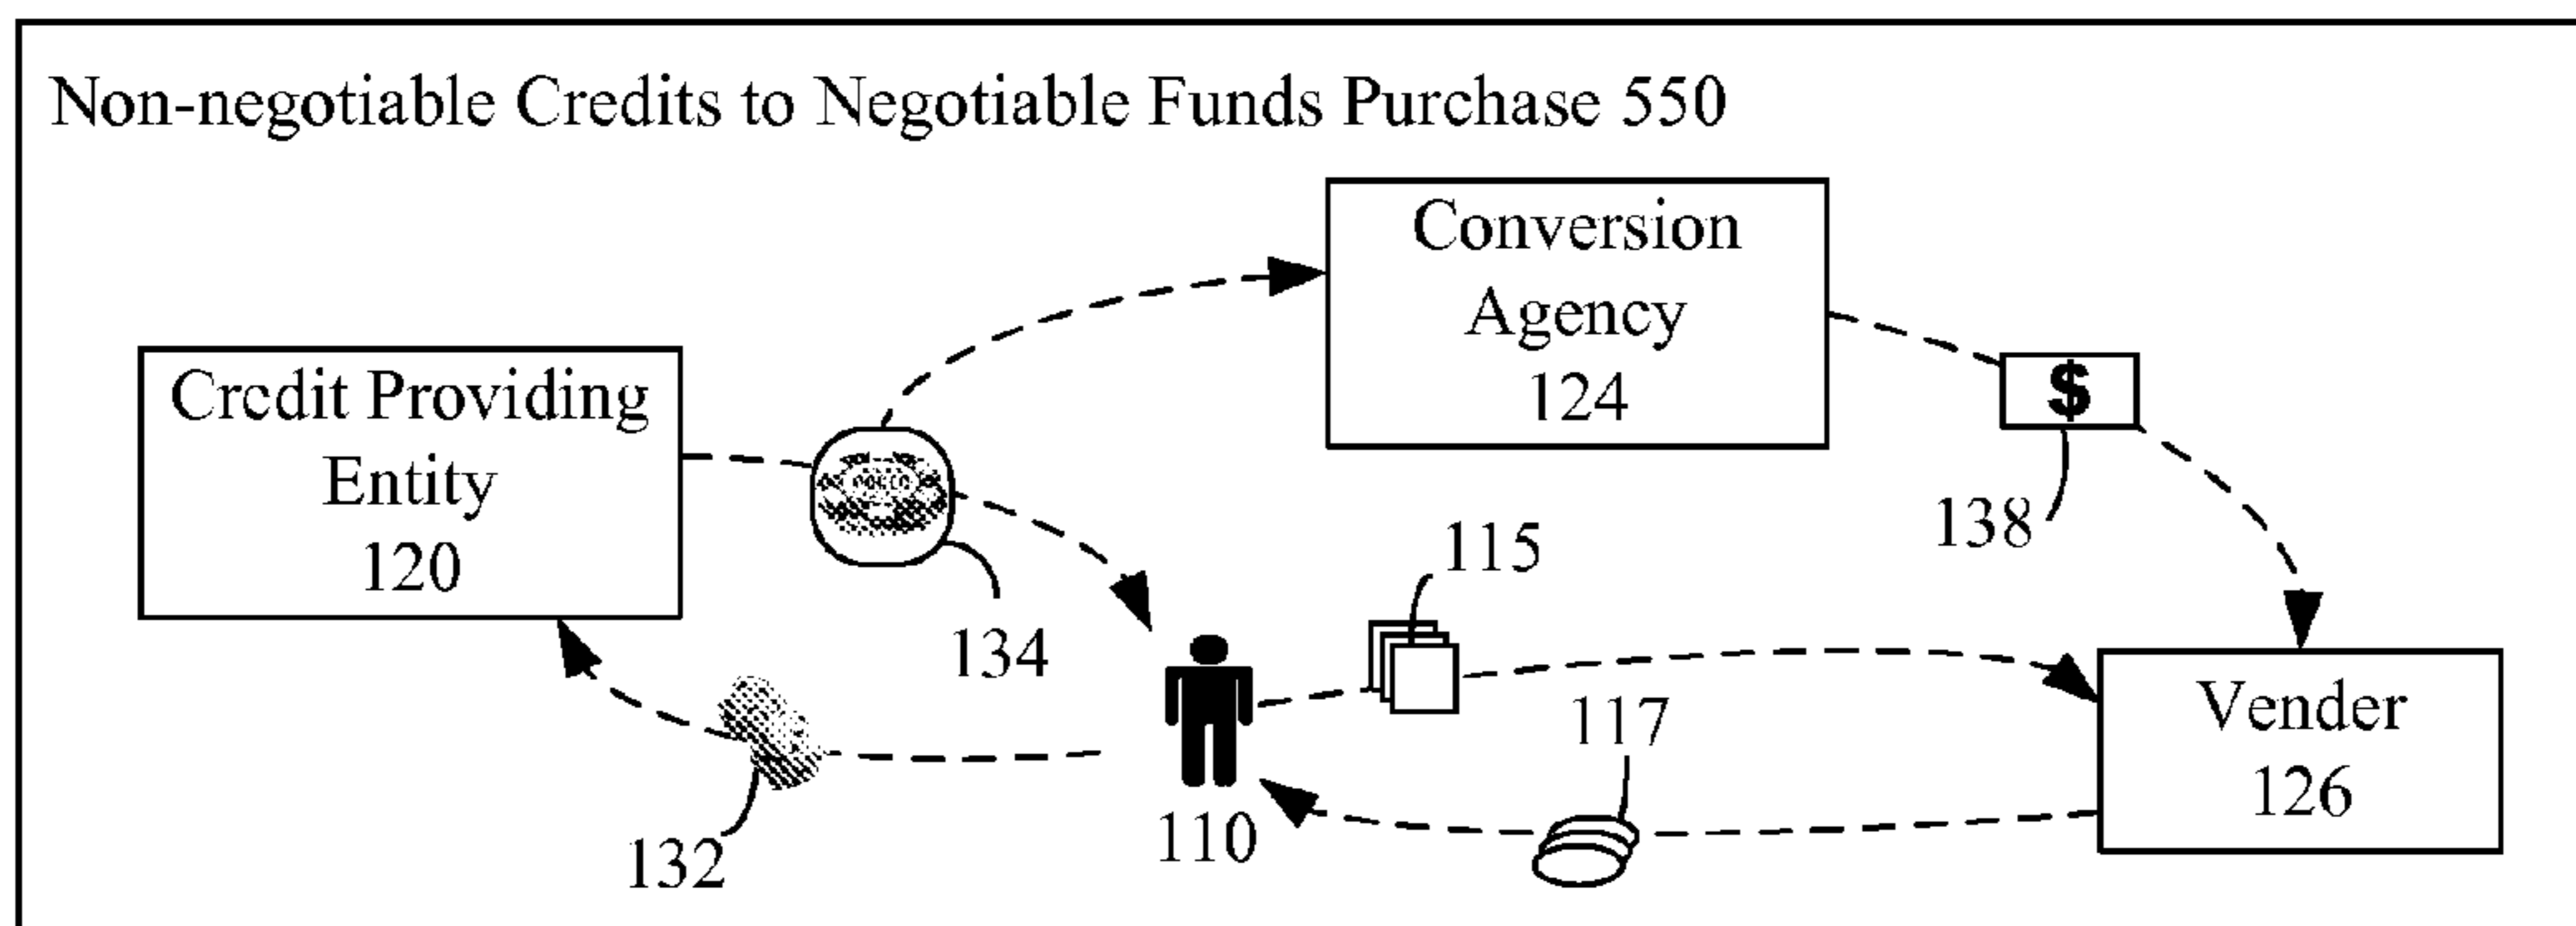 Non-negotiable Credits to Negotiable Funds Purchase 550
Conversion
Agency
124
Credit Providing
Entity
120
$
138
115
134
117
Vender
126
110
132